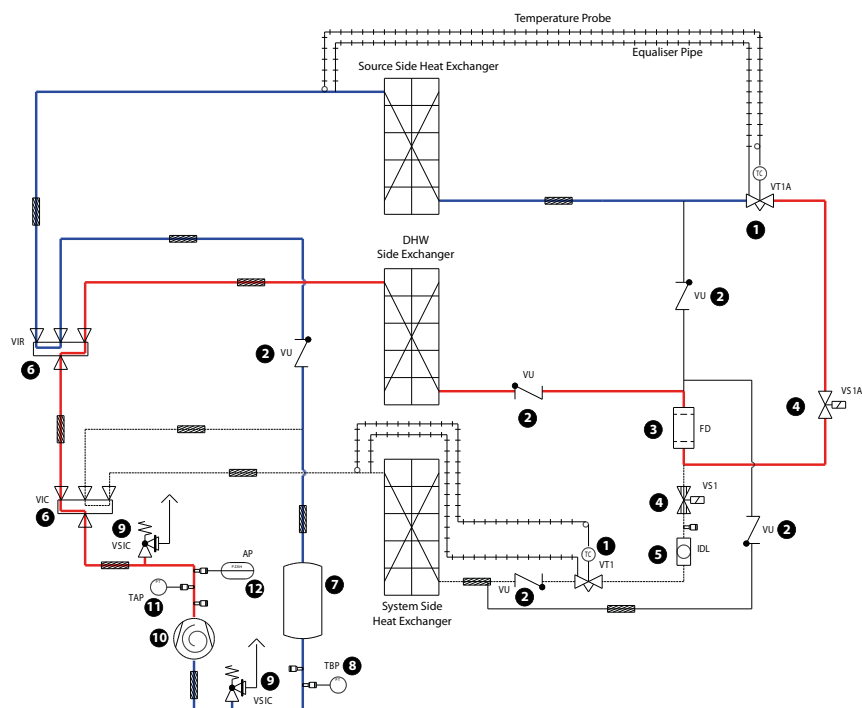 Temperature Probe
Equaliser Pipe
Source Side Heat Exchanger
TC
VT1A
1
DHW
Side Exchanger
VU
2
VIR
6
2
VU
VU
2
3
FD
4
VS1A
VIC
6
9
VSIC
AP
12
TAP
11
10
7
TBP
8
9
VSIC
VS1
4
5
IDL
VU
2
1
TC
VT1
2
VU
System Side
Heat Exchanger